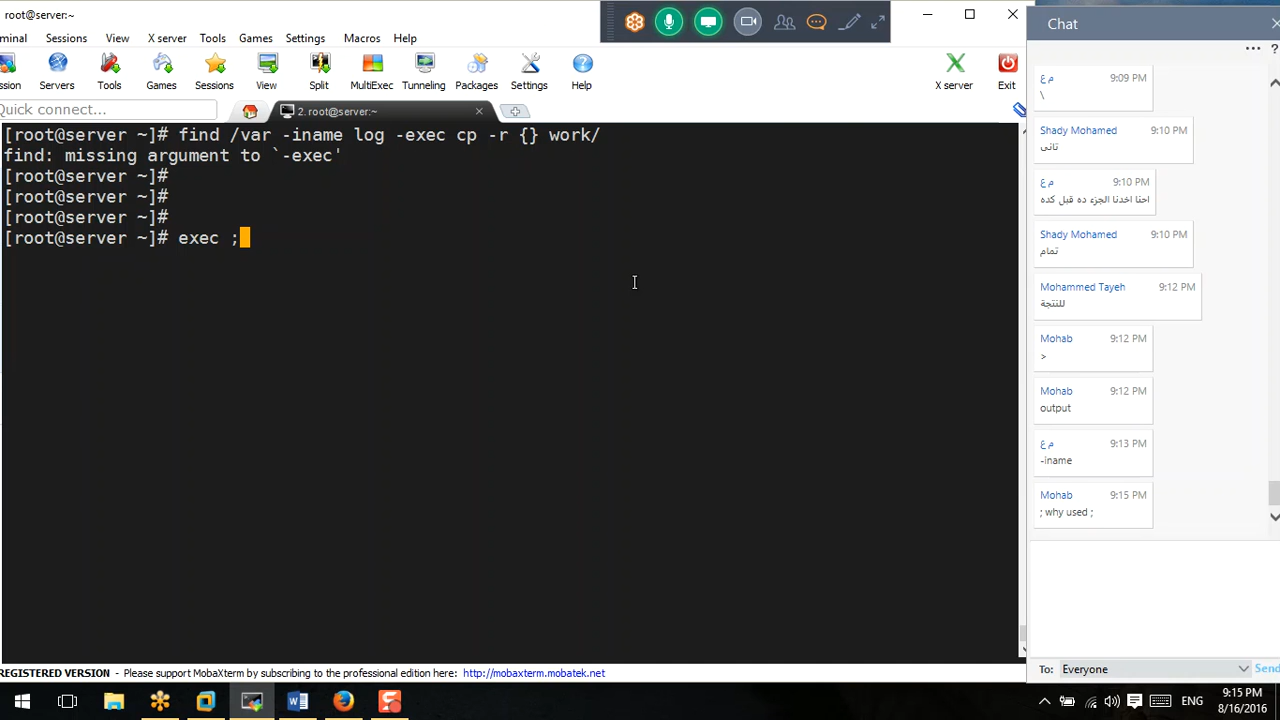 root@server:~
Chat
minal Sessions View X server Tools Games Settings Macros Help
ssion Servers Tools Games Sessions View Split MultiExec Tunneling Packages Settings Help X server Exit
Quick connect...
2. root@server:~
[root@server ~]# find /var -iname log -exec cp -r {} work/
find: missing argument to `-exec'
[root@server ~]#
[root@server ~]#
[root@server ~]#
[root@server ~]# exec ;
م ع 9:09 PM
\
Shady Mohamed 9:10 PM
تانى
م ع 9:10 PM
احنا اخدنا الجزء ده قبل كده
Shady Mohamed 9:10 PM
تمام
Mohammed Tayeh 9:12 PM
للنتجة
Mohab 9:12 PM
>
Mohab 9:12 PM
output
م ع 9:13 PM
-iname
Mohab 9:15 PM
; why used ;
To: Everyone Send
REGISTERED VERSION - Please support MobaXterm by subscribing to the professional edition here: http://mobaxterm.mobatek.net
ENG
9:15 PM
8/16/2016